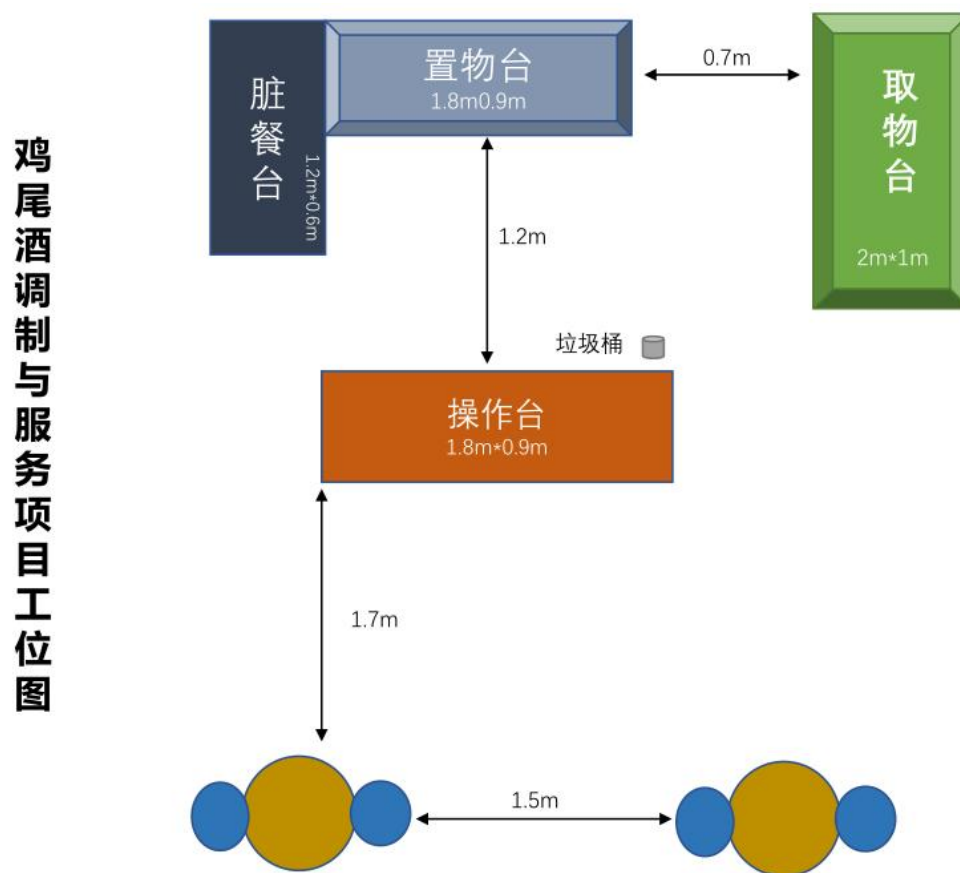 鸡尾酒调制与服务项目工位图
脏餐台
1.2m*0.6m
置物台
1.8m0.9m
0.7m
取物台
2m*1m
1.2m
垃圾桶
操作台
1.8m*0.9m
1.7m
1.5m